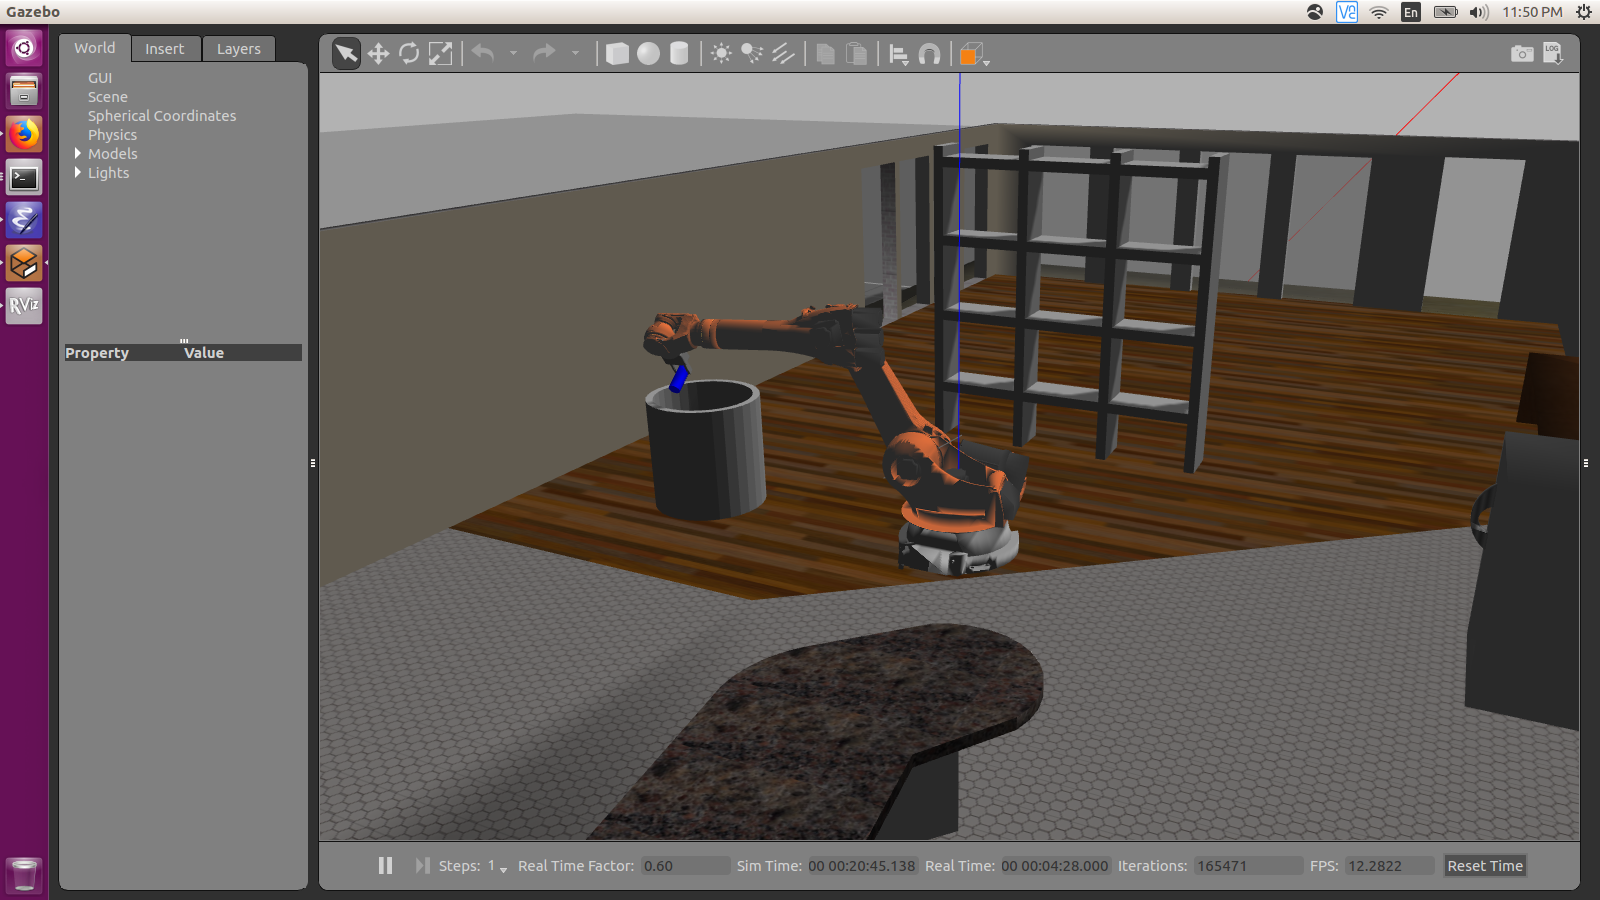 Gazebo
En
11:50 PM
World Insert Layers
LOG
GUI
Scene
Spherical Coordinates
Physics
Models
Lights
RViz
Property Value
Steps: 1 Real Time Factor: 0.60 Sim Time: 00 00:20:45.138 Real Time: 00 00:04:28.000 Iterations: 165471 FPS: 12.2822 Reset Time